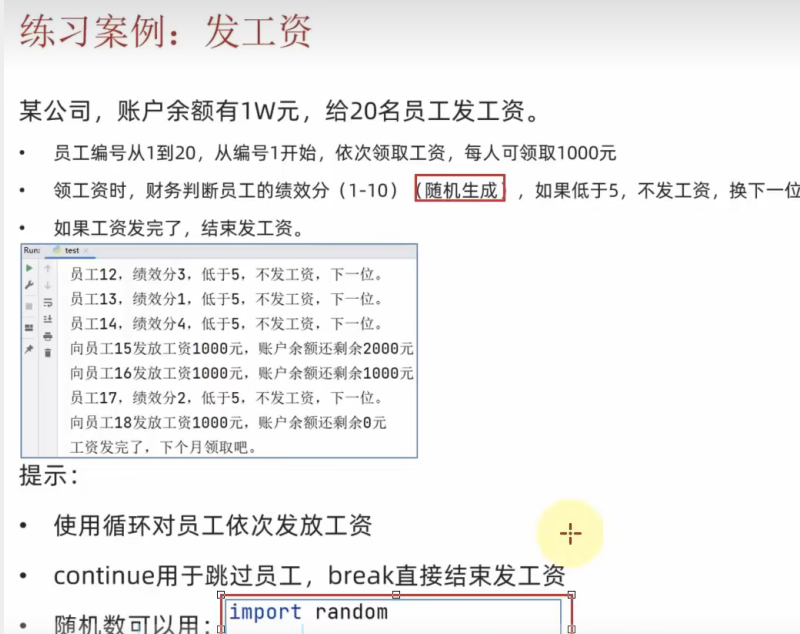 练习案例：发工资
某公司，账户余额有1W元，给20名员工发工资。
• 员工编号从1到20，从编号1开始，依次领取工资，每人可领取1000元
• 领工资时，财务判断员工的绩效分（1-10）（随机生成），如果低于5，不发工资，换下一位
• 如果工资发完了，结束发工资。
Run: test ×
员工12，绩效分3，低于5，不发工资，下一位。
员工13，绩效分1，低于5，不发工资，下一位。
员工14，绩效分4，低于5，不发工资，下一位。
向员工15发放工资1000元，账户余额还剩余2000元
向员工16发放工资1000元，账户余额还剩余1000元
员工17，绩效分2，低于5，不发工资，下一位。
向员工18发放工资1000元，账户余额还剩余0元
工资发完了，下个月领取吧。
提示：
• 使用循环对员工依次发放工资
• continue用于跳过员工，break直接结束发工资
• 随机数可以用： import random